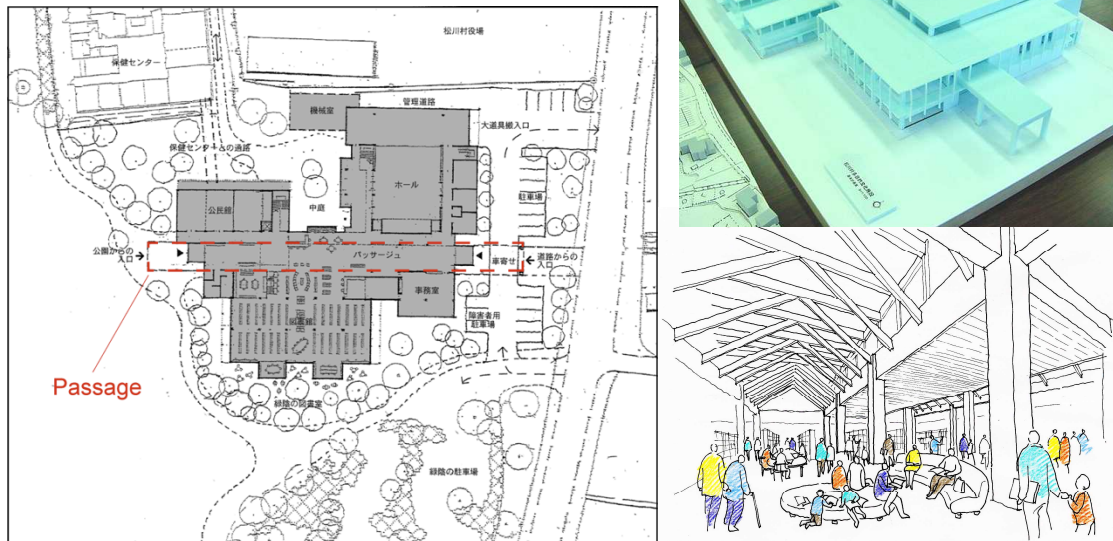 松川村役場
保健センター
機械室
管理道路
大道具搬入口
保健センターへの通路
ホール
駐車場
公民館
中庭
公園からの
入口
パッサージュ
車寄せ
道路からの
入口
事務室
障害者用
駐車場
図書館
Passage
緑陰の図書室
緑陰の駐車場